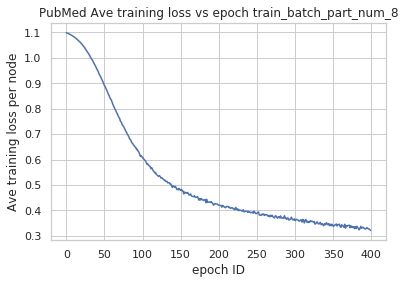 PubMed Ave training loss vs epoch train_batch_part_num_8
1.1
1.0
0.9
0.8
0.7
0.6
0.5
0.4
0.3
Ave training loss per node
0 50 100 150 200 250 300 350 400
epoch ID